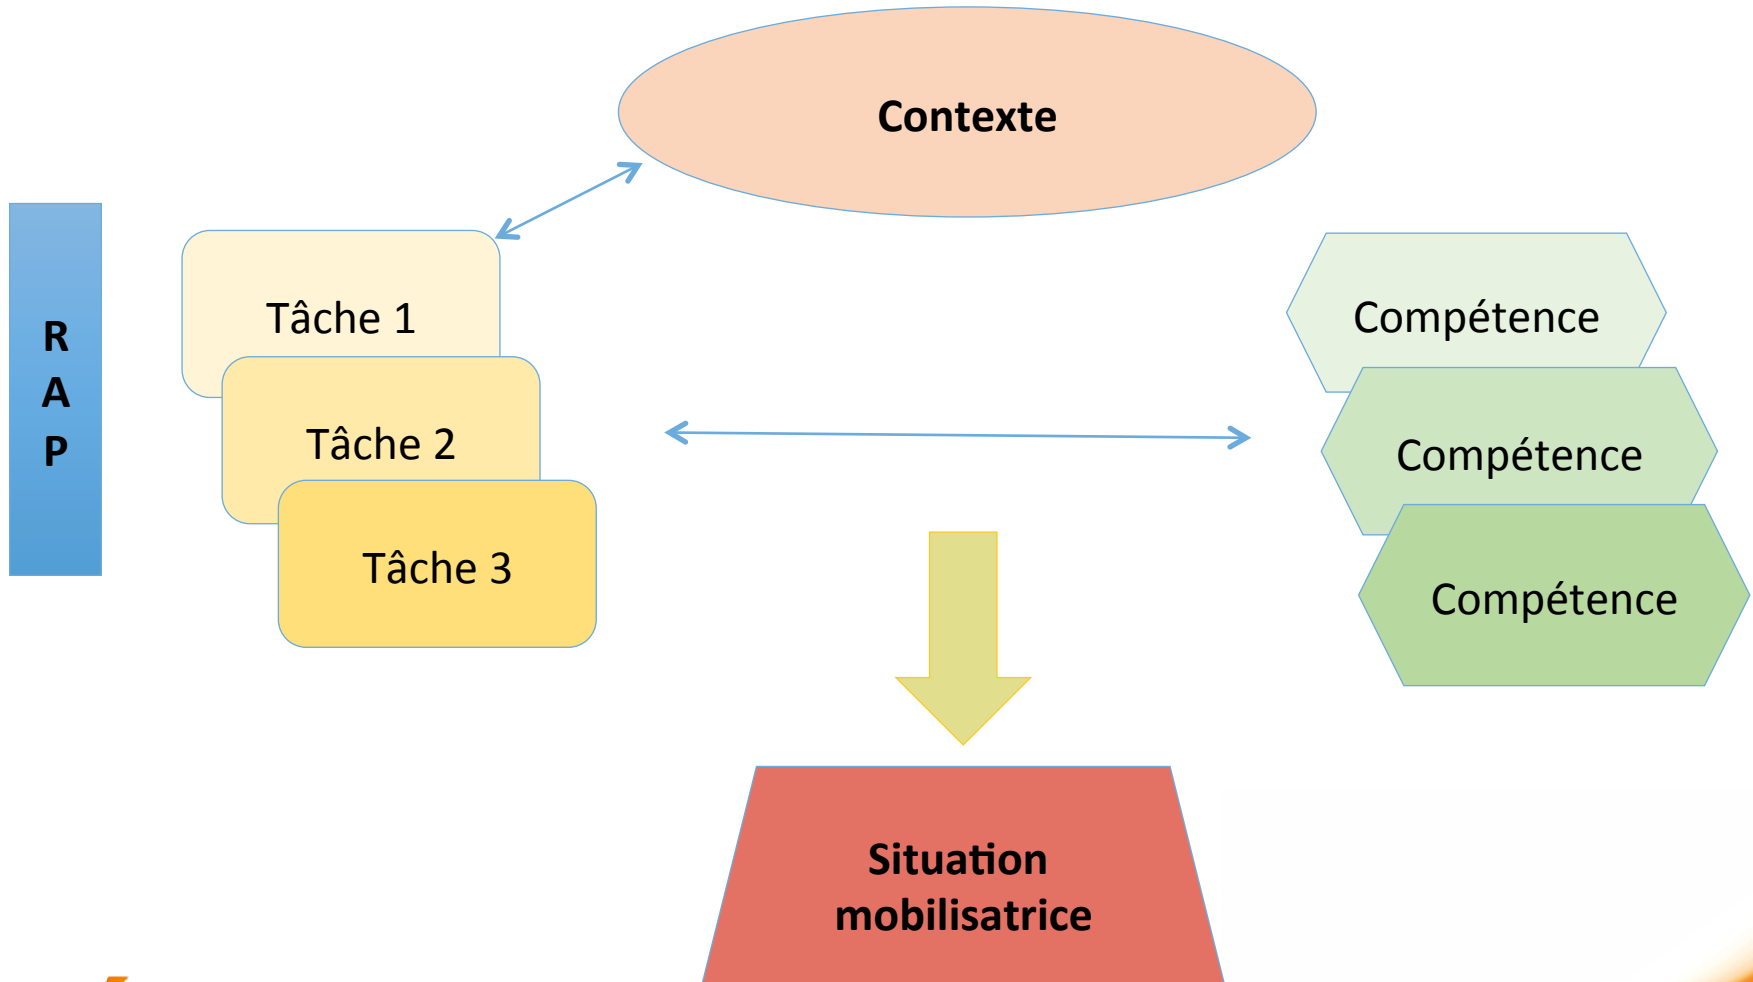 Contexte
R
A
P
Tâche 1
Tâche 2
Tâche 3
Compétence
Compétence
Compétence
Situation
mobilisatrice